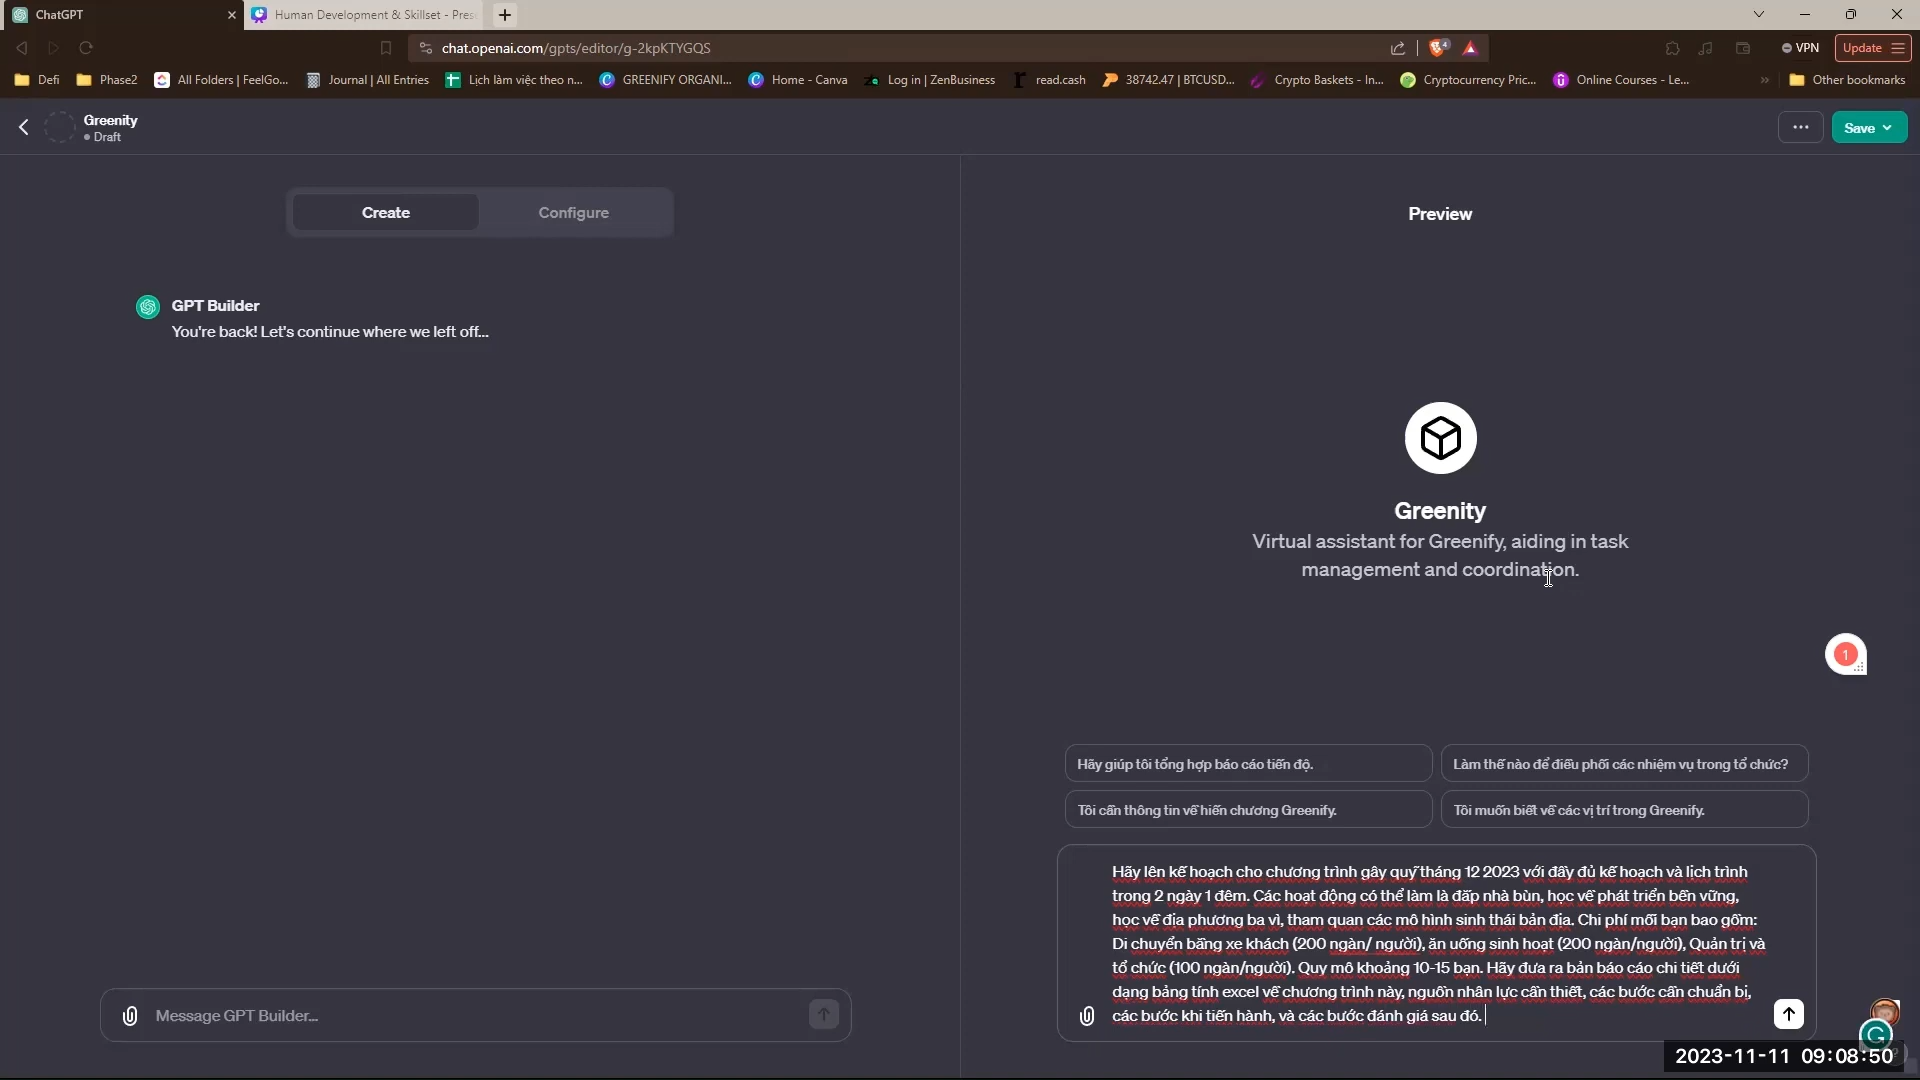 ChatGPT
Human Development & Skillset - Pres
chat.openai.com/gpts/editor/g-2kpKTYGQS
4
VPN
Update
Defi
Phase2
All Folders | FeelGo...
Journal | All Entries
Lịch làm việc theo n...
GREENIFY ORGANI...
Home - Canva
Log in | ZenBusiness
read.cash
38742.47 | BTCUSD...
Crypto Baskets - In...
Cryptocurrency Pric...
Online Courses - Le...
Other bookmarks
Greenity
Draft
Save
Create
Configure
Preview
GPT Builder
You're back! Let's continue where we left off...
Greenity
Virtual assistant for Greenify, aiding in task
management and coordination.
1
Hãy giúp tôi tổng hợp báo cáo tiến độ.
Làm thế nào để điều phối các nhiệm vụ trong tổ chức?
Tôi cần thông tin về hiến chương Greenify.
Tôi muốn biết về các vị trí trong Greenify.
Hãy lên kế hoạch cho chương trình gây quỹ tháng 12 2023 với đầy đủ kế hoạch và lịch trình
trong 2 ngày 1 đêm. Các hoạt động có thể làm là đắp nhà bùn, học về phát triển bền vững,
học về địa phương ba vì, tham quan các mô hình sinh thái bản địa. Chi phí mỗi bạn bao gồm:
Di chuyển bằng xe khách (200 ngàn/ người), ăn uống sinh hoạt (200 ngàn/người), Quản trị và
tổ chức (100 ngàn/người). Quy mô khoảng 10-15 bạn. Hãy đưa ra bản báo cáo chi tiết dưới
dạng bảng tính excel về chương trình này, nguồn nhân lực cần thiết, các bước cần chuẩn bị,
các bước khi tiến hành, và các bước đánh giá sau đó.
Message GPT Builder...
2023-11-11 09:08:50